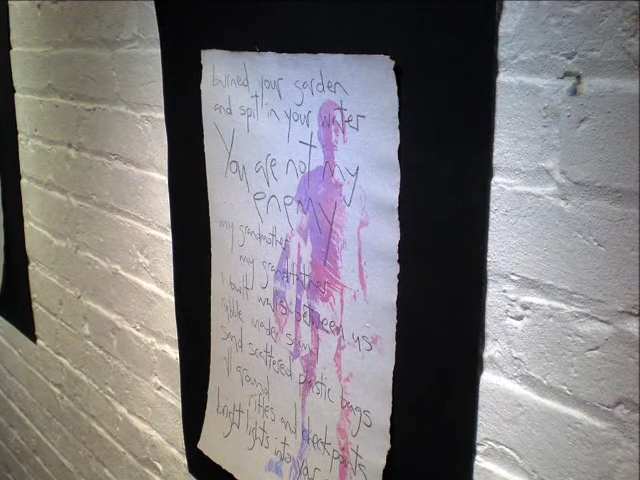 burned your garden
and spit in your water
You are not my
enemy
my grandmother
my grandfather
i built walls between us
rubble under
sand scattered plastic bags
all around
rifles and checkpoints
bright lights into your